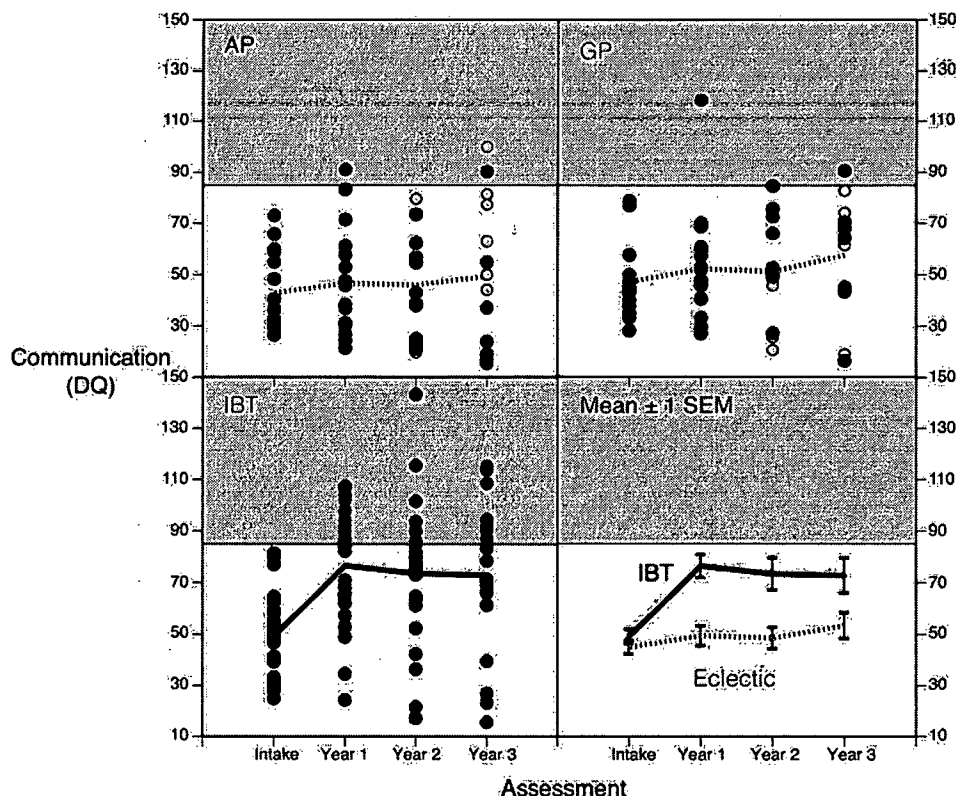 150 AP GP 150
130 130
110 110
90 90
70 70
50 50
30 30
Communication
(DQ)
150 IBT Mean ± 1 SEM 150
130 130
110 110
90 90
70 IBT 70
50 50
30 Eclectic 30
10 10
Intake Year 1 Year 2 Year 3 Intake Year 1 Year 2 Year 3
Assessment